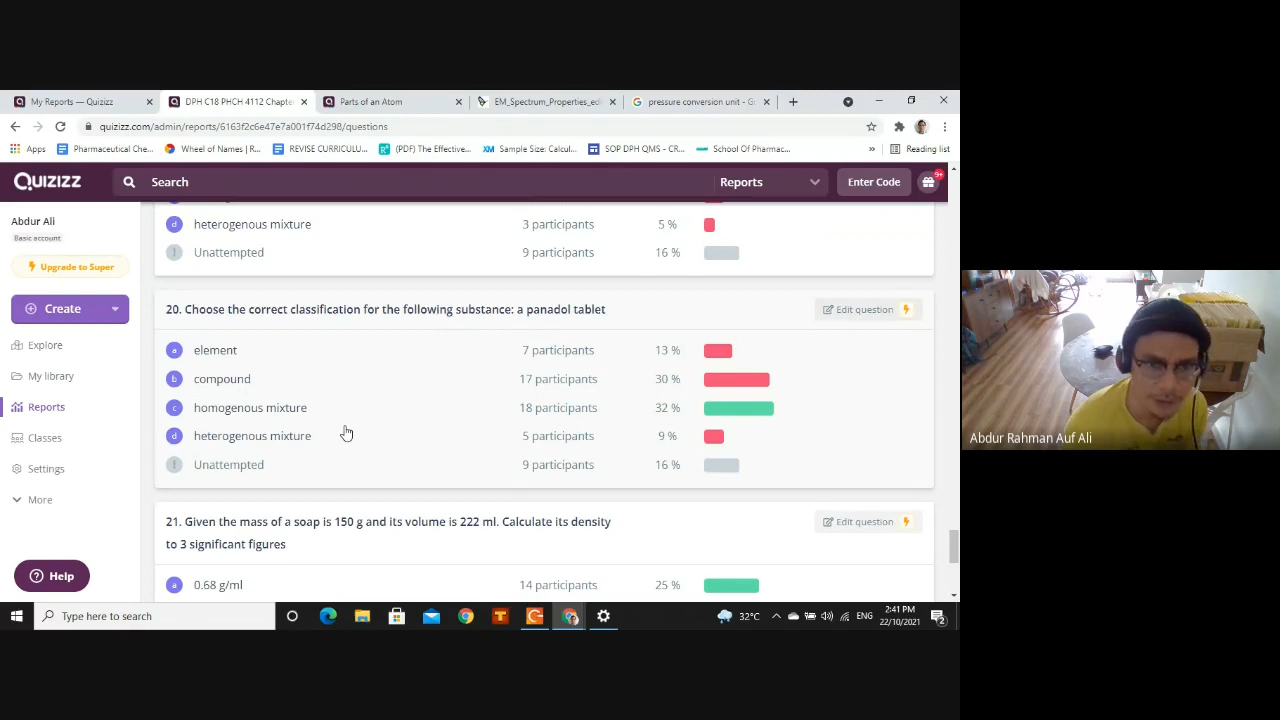 My Reports — Quizizz
DPH C18 PHCH 4112 Chapte
Parts of an Atom
EM_Spectrum_Properties_edi
pressure conversion unit - G
quizizz.com/admin/reports/6163f2c6e47e7a001f74d298/questions
Apps
Pharmaceutical Che...
Wheel of Names | R...
REVISE CURRICULU...
(PDF) The Effective...
Sample Size: Calcul...
SOP DPH QMS - CR...
School Of Pharmac...
»
Reading list
QUIZIZZ
Search
Reports
Enter Code
9+
Abdur Ali
Basic account
Upgrade to Super
Create
Explore
My library
Reports
Classes
Settings
More
Help
d heterogenous mixture 3 participants 5 %
! Unattempted 9 participants 16 %
20. Choose the correct classification for the following substance: a panadol tablet
Edit question
a element 7 participants 13 %
b compound 17 participants 30 %
c homogenous mixture 18 participants 32 %
d heterogenous mixture 5 participants 9 %
! Unattempted 9 participants 16 %
21. Given the mass of a soap is 150 g and its volume is 222 ml. Calculate its density
to 3 significant figures
Edit question
a 0.68 g/ml 14 participants 25 %
Type here to search
32°C
ENG
2:41 PM
22/10/2021
2
Abdur Rahman Auf Ali